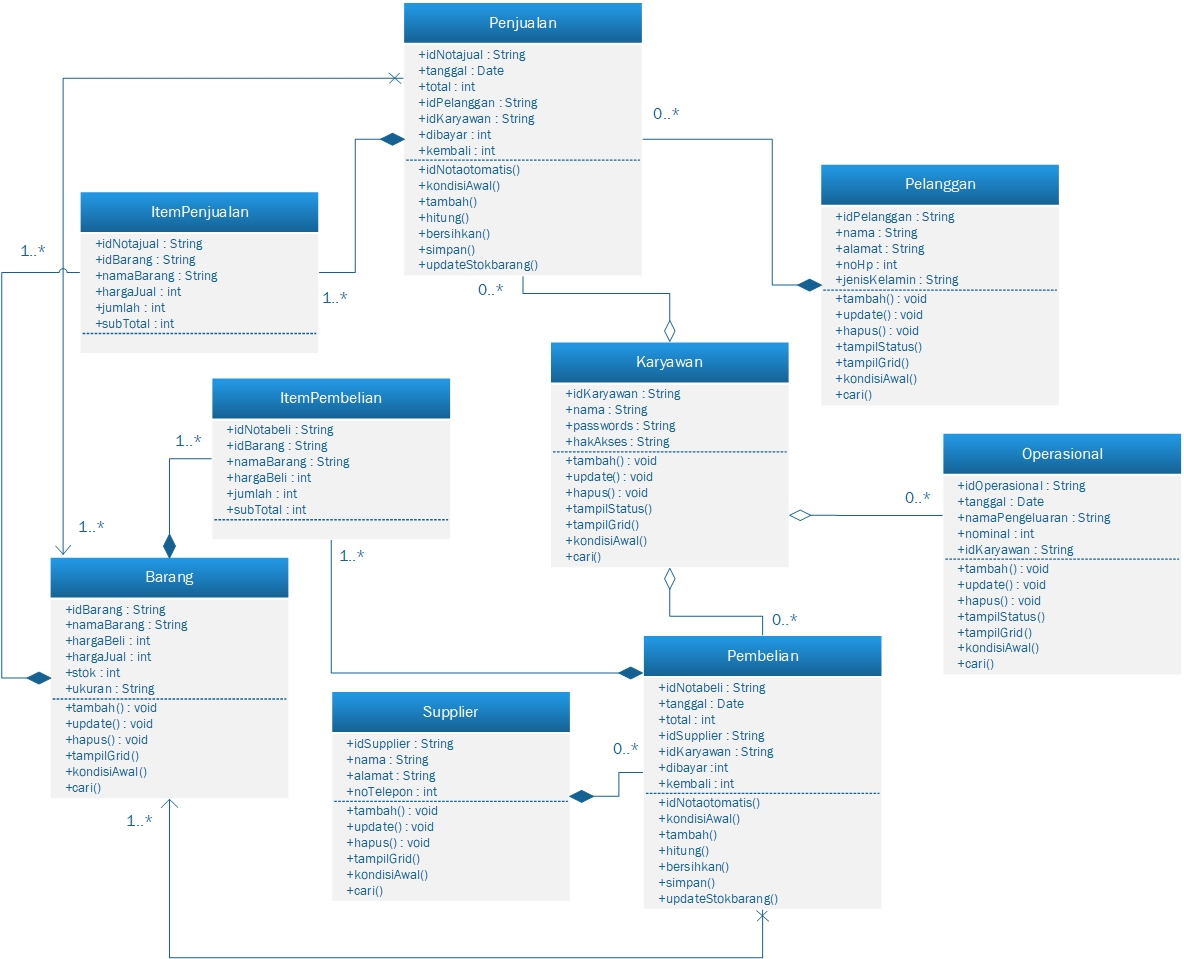 Penjualan
+idNotajual : String
+tanggal : Date
+total : int
+idPelanggan : String
+idKaryawan : String
+dibayar : int
+kembali : int
+idNotaotomatis()
+kondisiAwal()
+tambah()
+hitung()
+bersihkan()
+simpan()
+updateStokbarang()
0..*
0..*
Pelanggan
+idPelanggan : String
+nama : String
+alamat : String
+noHp : int
+jenisKelamin : String
+tambah() : void
+update() : void
+hapus() : void
+tampilStatus()
+tampilGrid()
+kondisiAwal()
+cari()
ItemPenjualan
+idNotajual : String
+idBarang : String
+namaBarang : String
+hargaJual : int
+jumlah : int
+subTotal : int
1..*
1..*
Karyawan
+idKaryawan : String
+nama : String
+passwords : String
+hakAkses : String
+tambah() : void
+update() : void
+hapus() : void
+tampilStatus()
+tampilGrid()
+kondisiAwal()
+cari()
ItemPembelian
+idNotabeli : String
+idBarang : String
+namaBarang : String
+hargaBeli : int
+jumlah : int
+subTotal : int
1..*
1..*
1..*
Operasional
+idOperasional : String
+tanggal : Date
+namaPengeluaran : String
+nominal : int
+idKaryawan : String
+tambah() : void
+update() : void
+hapus() : void
+tampilStatus()
+tampilGrid()
+kondisiAwal()
+cari()
0..*
Barang
+idBarang : String
+namaBarang : String
+hargaBeli : int
+hargaJual : int
+stok : int
+ukuran : String
+tambah() : void
+update() : void
+hapus() : void
+tampilGrid()
+kondisiAwal()
+cari()
1..*
0..*
Pembelian
+idNotabeli : String
+tanggal : Date
+total : int
+idSupplier : String
+idKaryawan : String
+dibayar :int
+kembali : int
+idNotaotomatis()
+kondisiAwal()
+tambah()
+hitung()
+bersihkan()
+simpan()
+updateStokbarang()
Supplier
+idSupplier : String
+nama : String
+alamat : String
+noTelepon : int
+tambah() : void
+update() : void
+hapus() : void
+tampilGrid()
+kondisiAwal()
+cari()
0..*